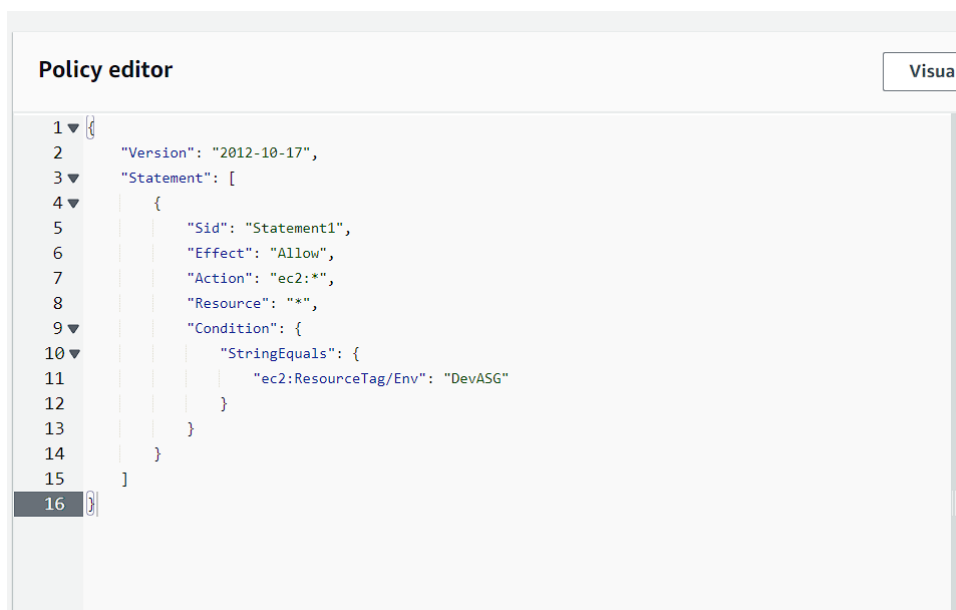 Policy editor
Visua
1 {
2 "Version": "2012-10-17",
3 "Statement": [
4 {
5 "Sid": "Statement1",
6 "Effect": "Allow",
7 "Action": "ec2:*",
8 "Resource": "*",
9 "Condition": {
10 "StringEquals": {
11 "ec2:ResourceTag/Env": "DevASG"
12 }
13 }
14 }
15 ]
16 }